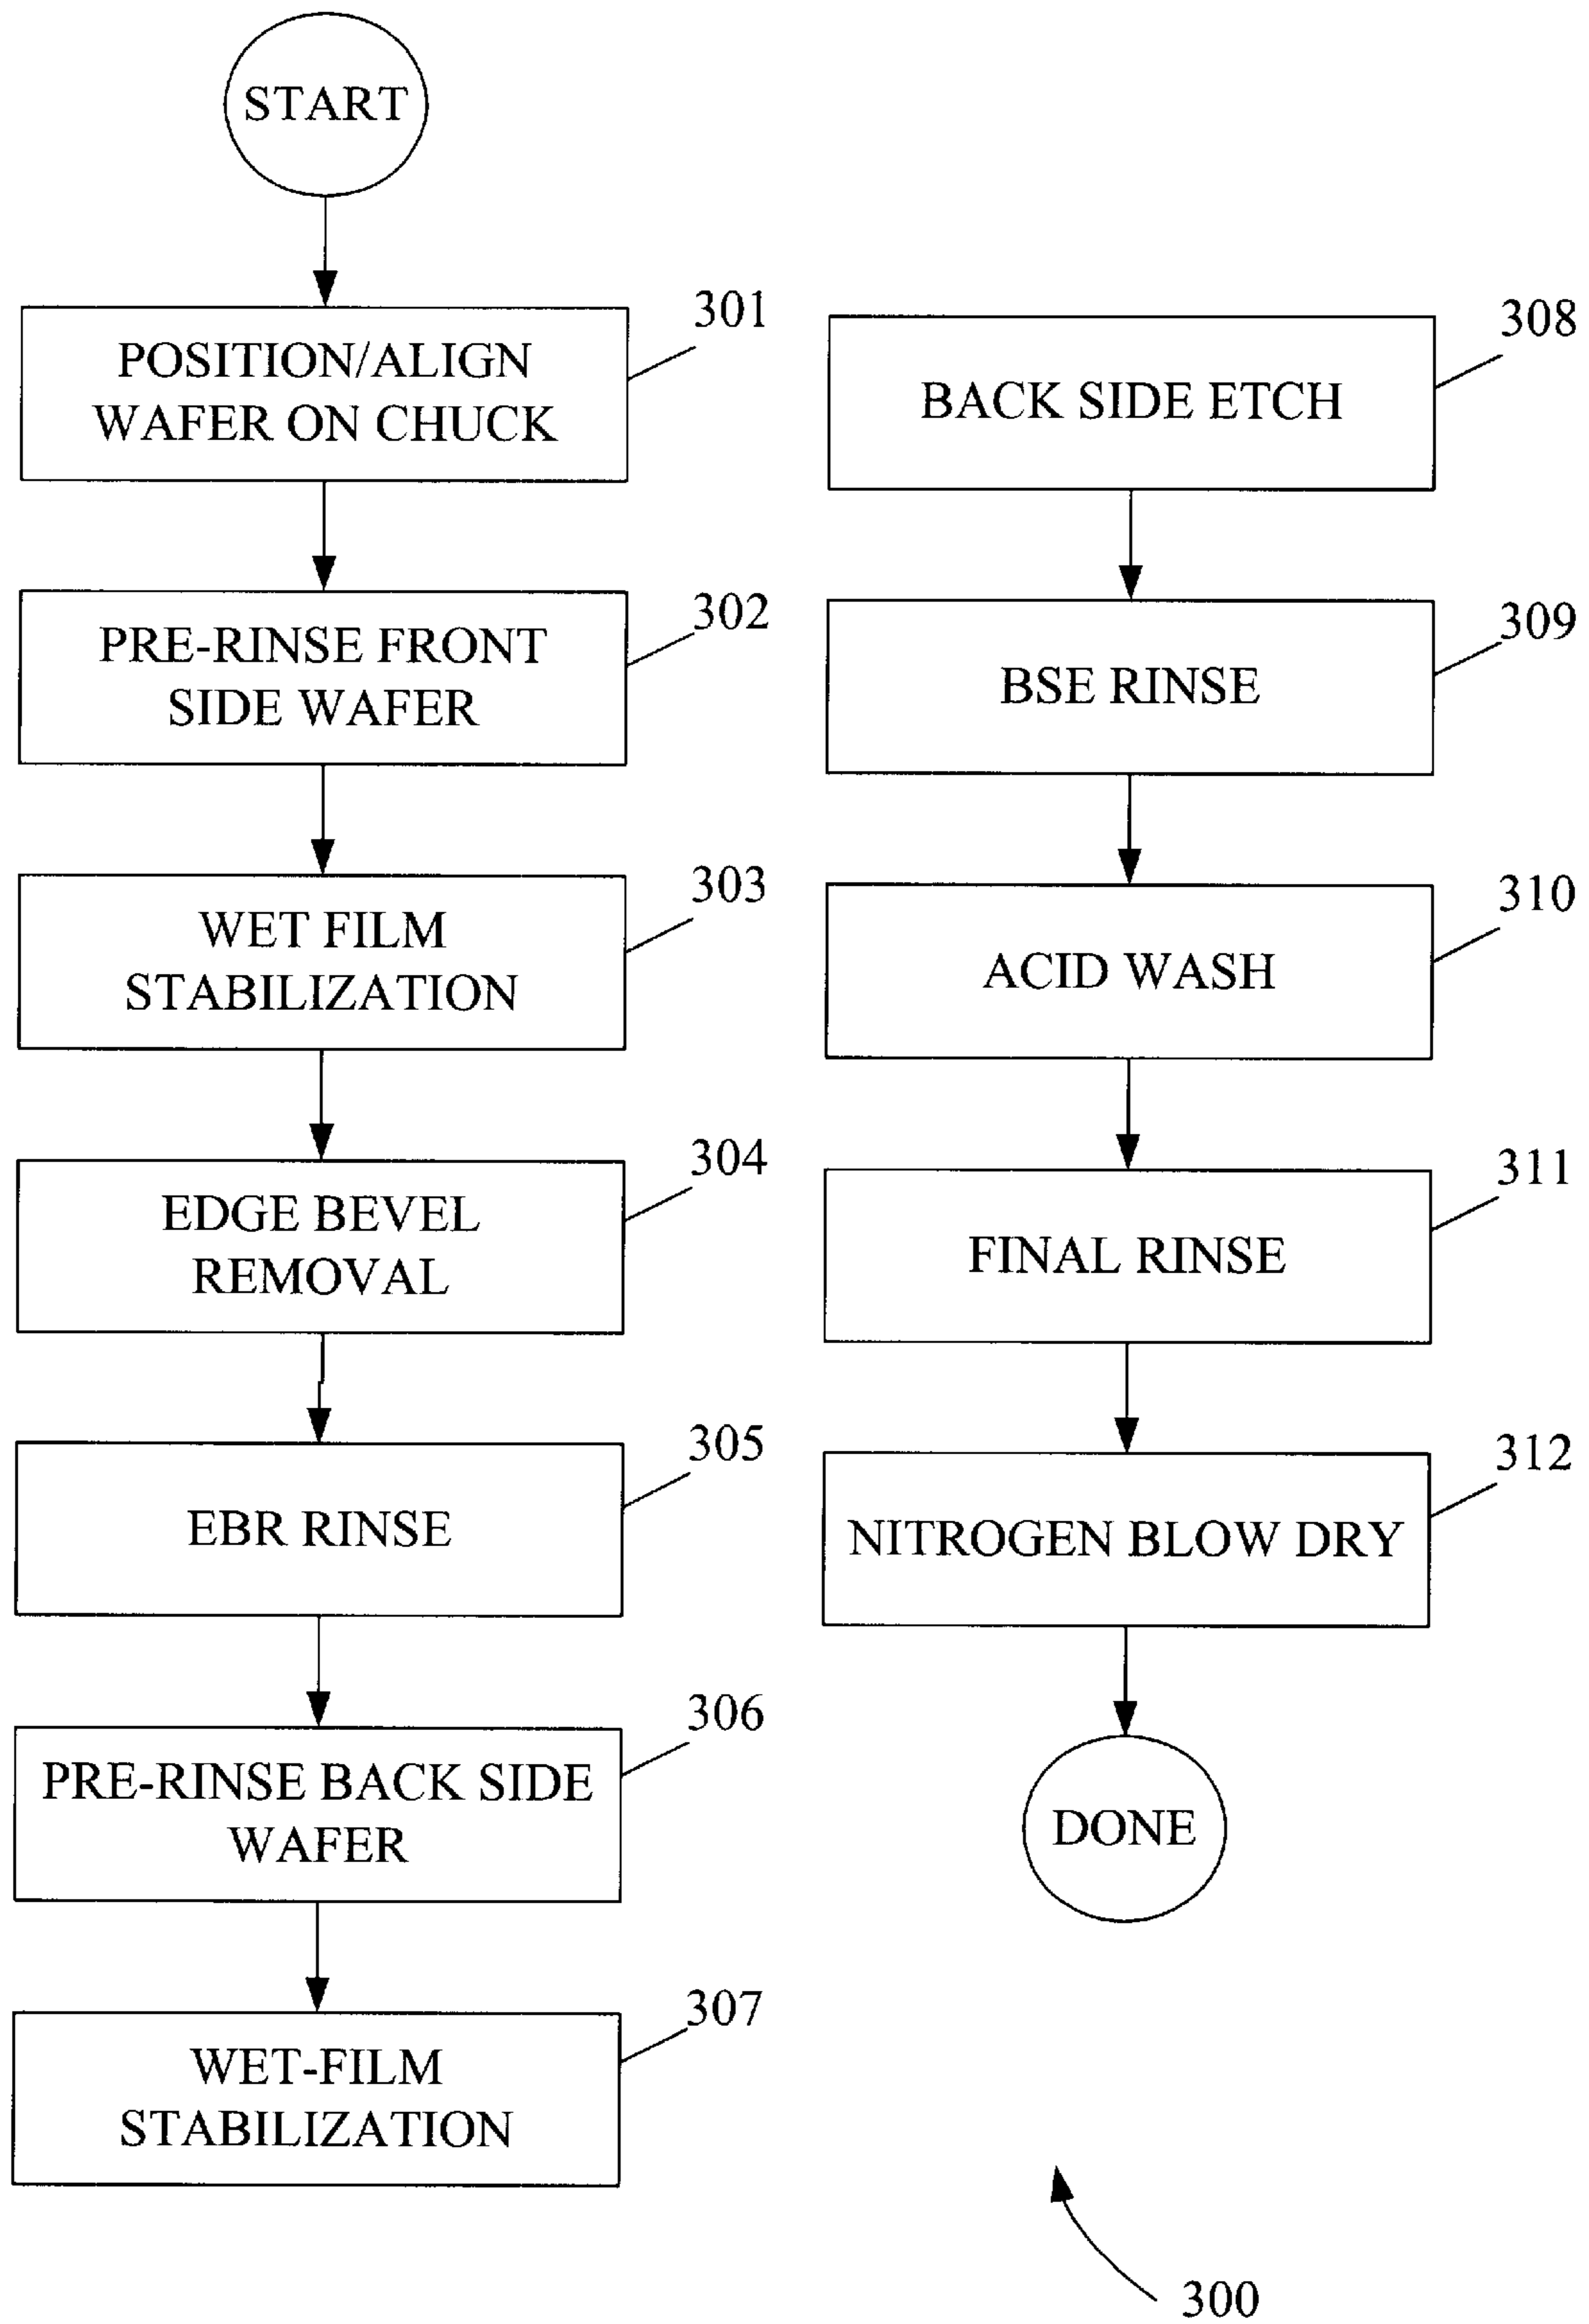 START
301
POSITION/ALIGN
WAFER ON CHUCK
302
PRE-RINSE FRONT
SIDE WAFER
303
WET FILM
STABILIZATION
304
EDGE BEVEL
REMOVAL
305
EBR RINSE
306
PRE-RINSE BACK SIDE
WAFER
307
WET-FILM
STABILIZATION
308
BACK SIDE ETCH
309
BSE RINSE
310
ACID WASH
311
FINAL RINSE
312
NITROGEN BLOW DRY
DONE
300